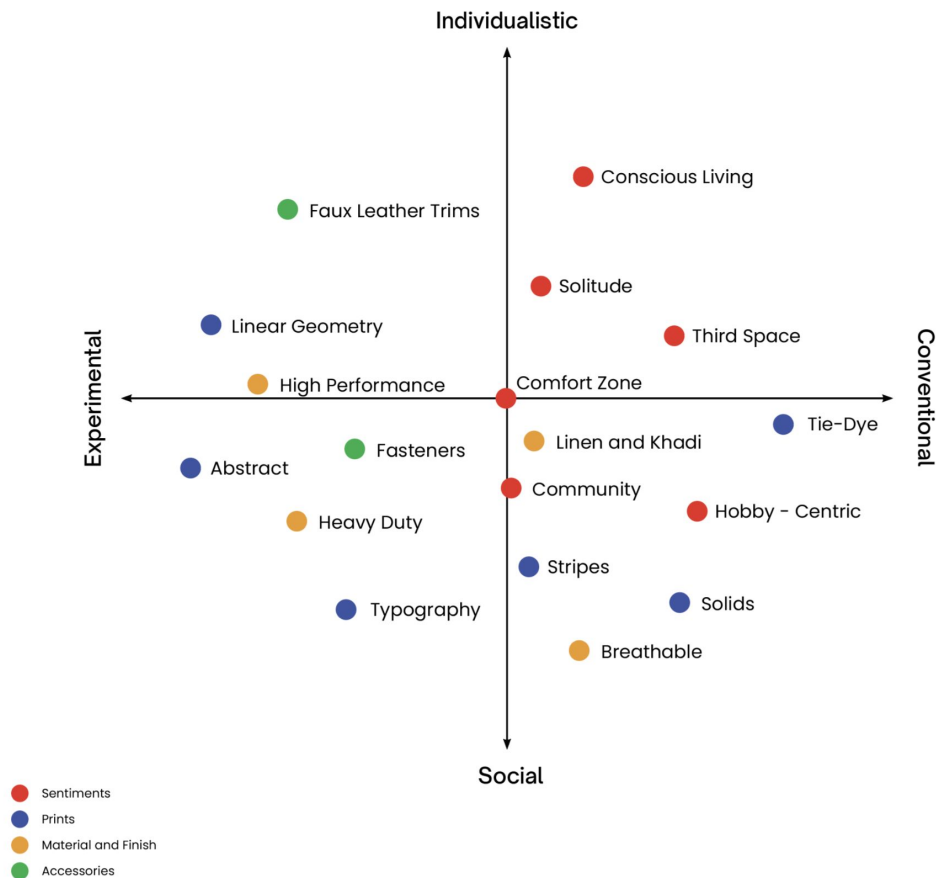 Individualistic
Conscious Living
Faux Leather Trims
Solitude
Linear Geometry
Third Space
Experimental
High Performance
Comfort Zone
Conventional
Tie-Dye
Linen and Khadi
Fasteners
Abstract
Community
Hobby - Centric
Heavy Duty
Stripes
Typography
Solids
Breathable
Social
Sentiments
Prints
Material and Finish
Accessories